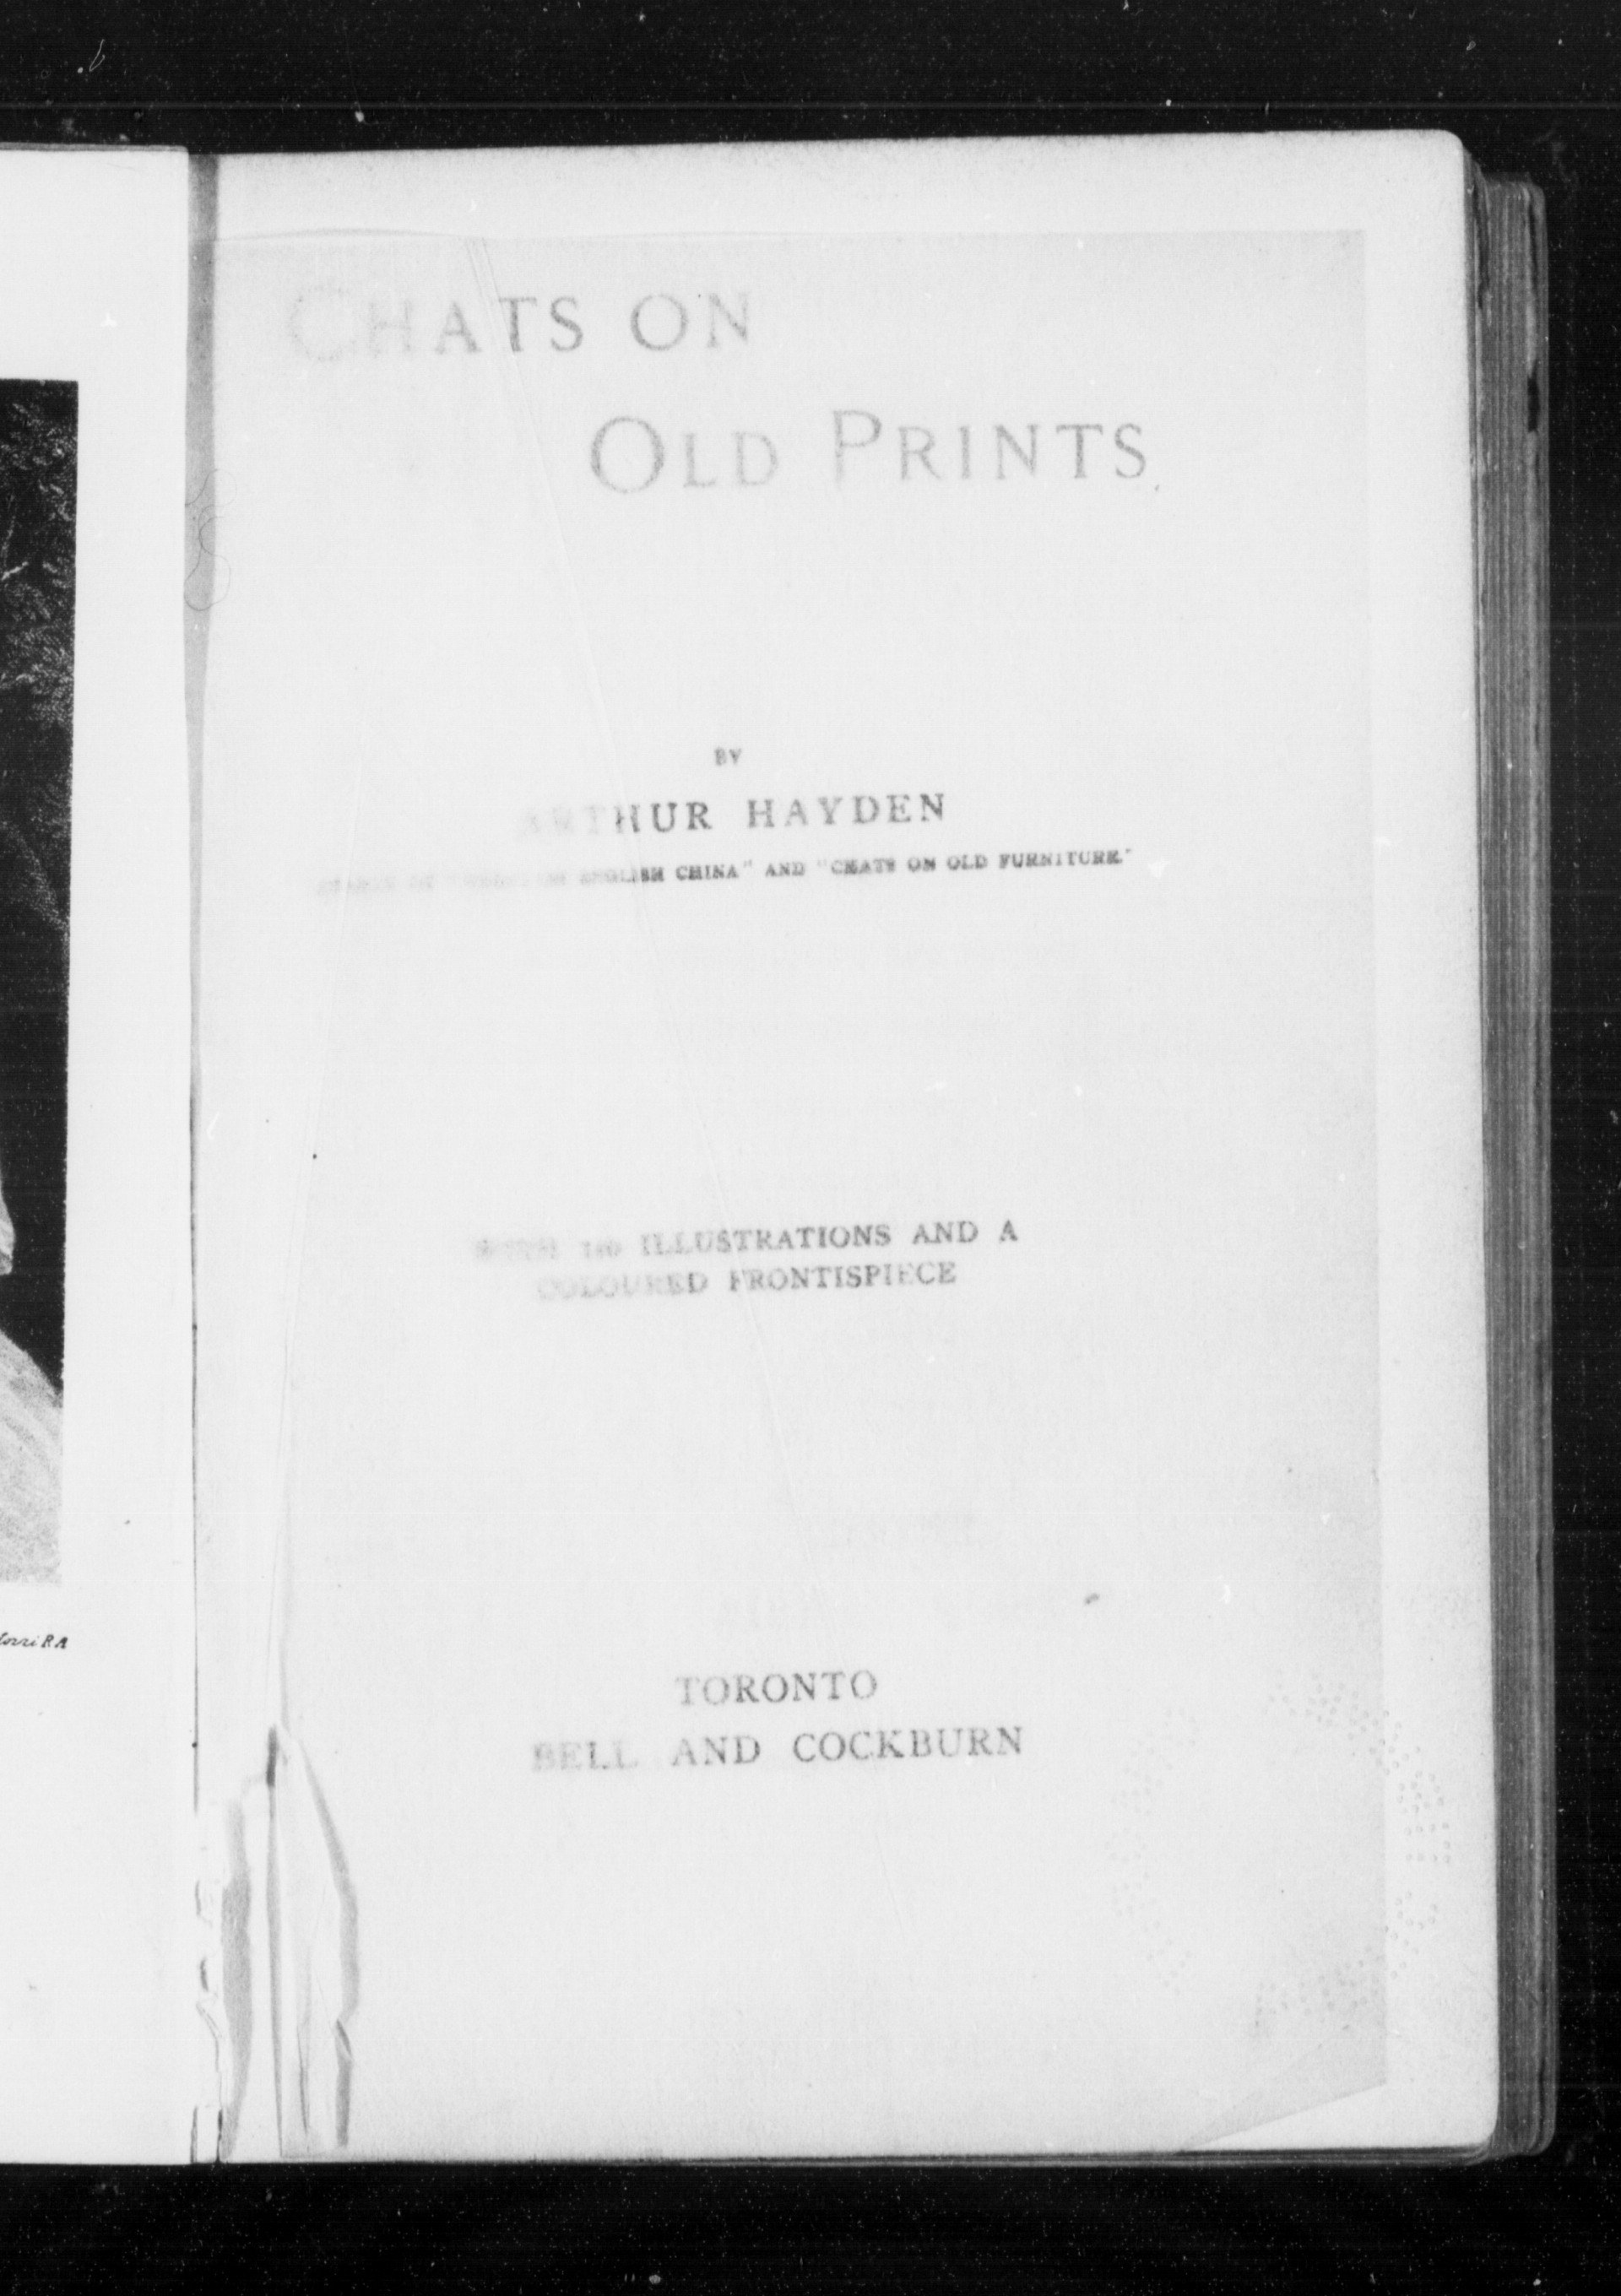 CHATS ON
OLD PRINTS
BY
ARTHUR HAYDEN
ENGLISH CHINA" AND "CHATS ON OLD FURNITURE."
WITH ILLUSTRATIONS AND A
COLOURED FRONTISPIECE
TORONTO
BELL AND COCKBURN
R.A